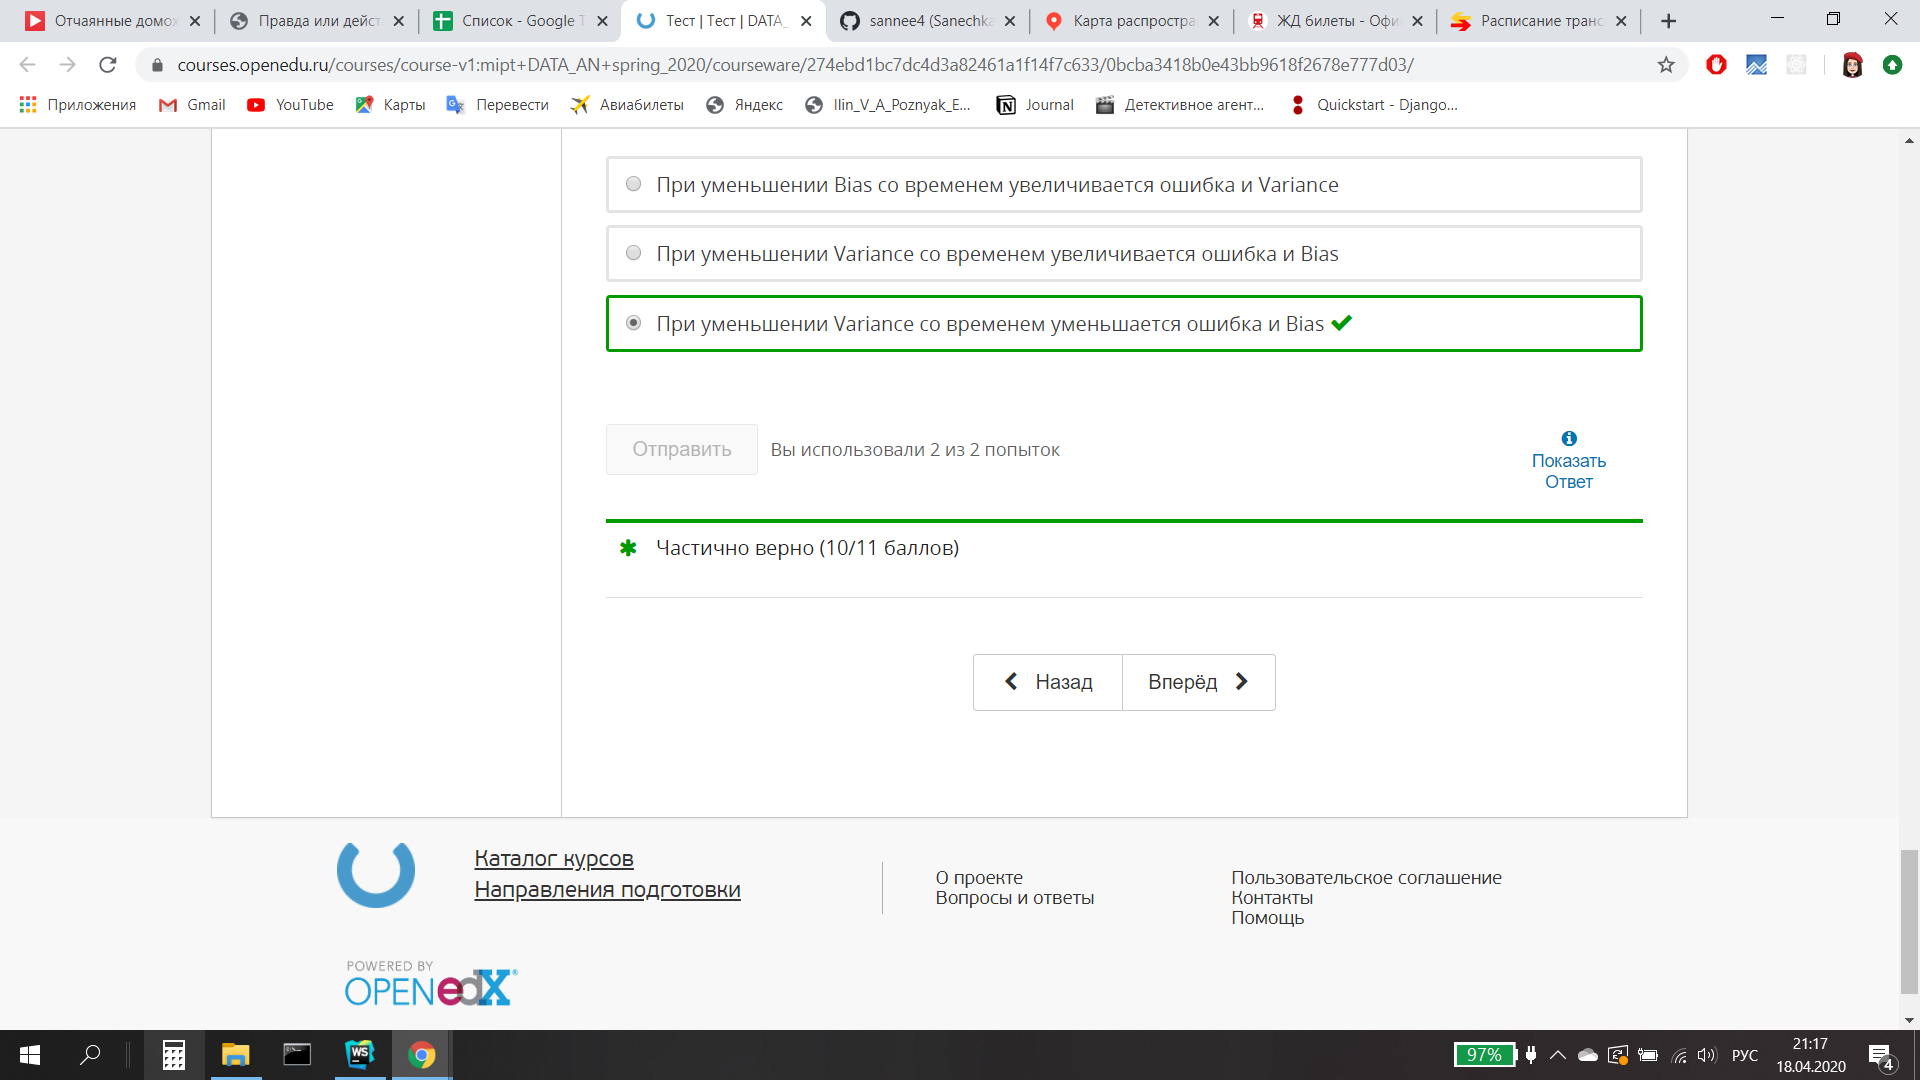 Отчаянные домох
Правда или дейст
Список - Google Т
Тест | Тест | DATA_
sannee4 (Sanechka
Карта распростра
ЖД билеты - Офи
Расписание транс
courses.openedu.ru/courses/course-v1:mipt+DATA_AN+spring_2020/courseware/274ebd1bc7dc4d3a82461a1f14f7c633/0bcba3418b0e43bb9618f2678e777d03/
Приложения
Gmail
YouTube
Карты
Перевести
Авиабилеты
Яндекс
Ilin_V_A_Poznyak_E...
Journal
Детективное агент...
Quickstart - Django...
При уменьшении Bias со временем увеличивается ошибка и Variance
При уменьшении Variance со временем увеличивается ошибка и Bias
При уменьшении Variance со временем уменьшается ошибка и Bias
Отправить
Вы использовали 2 из 2 попыток
Показать
Ответ
Частично верно (10/11 баллов)
Назад
Вперёд
Каталог курсов
Направления подготовки
О проекте
Вопросы и ответы
Пользовательское соглашение
Контакты
Помощь
POWERED BY
OPEN edX
WS
97%
РУС
21:17
18.04.2020
4